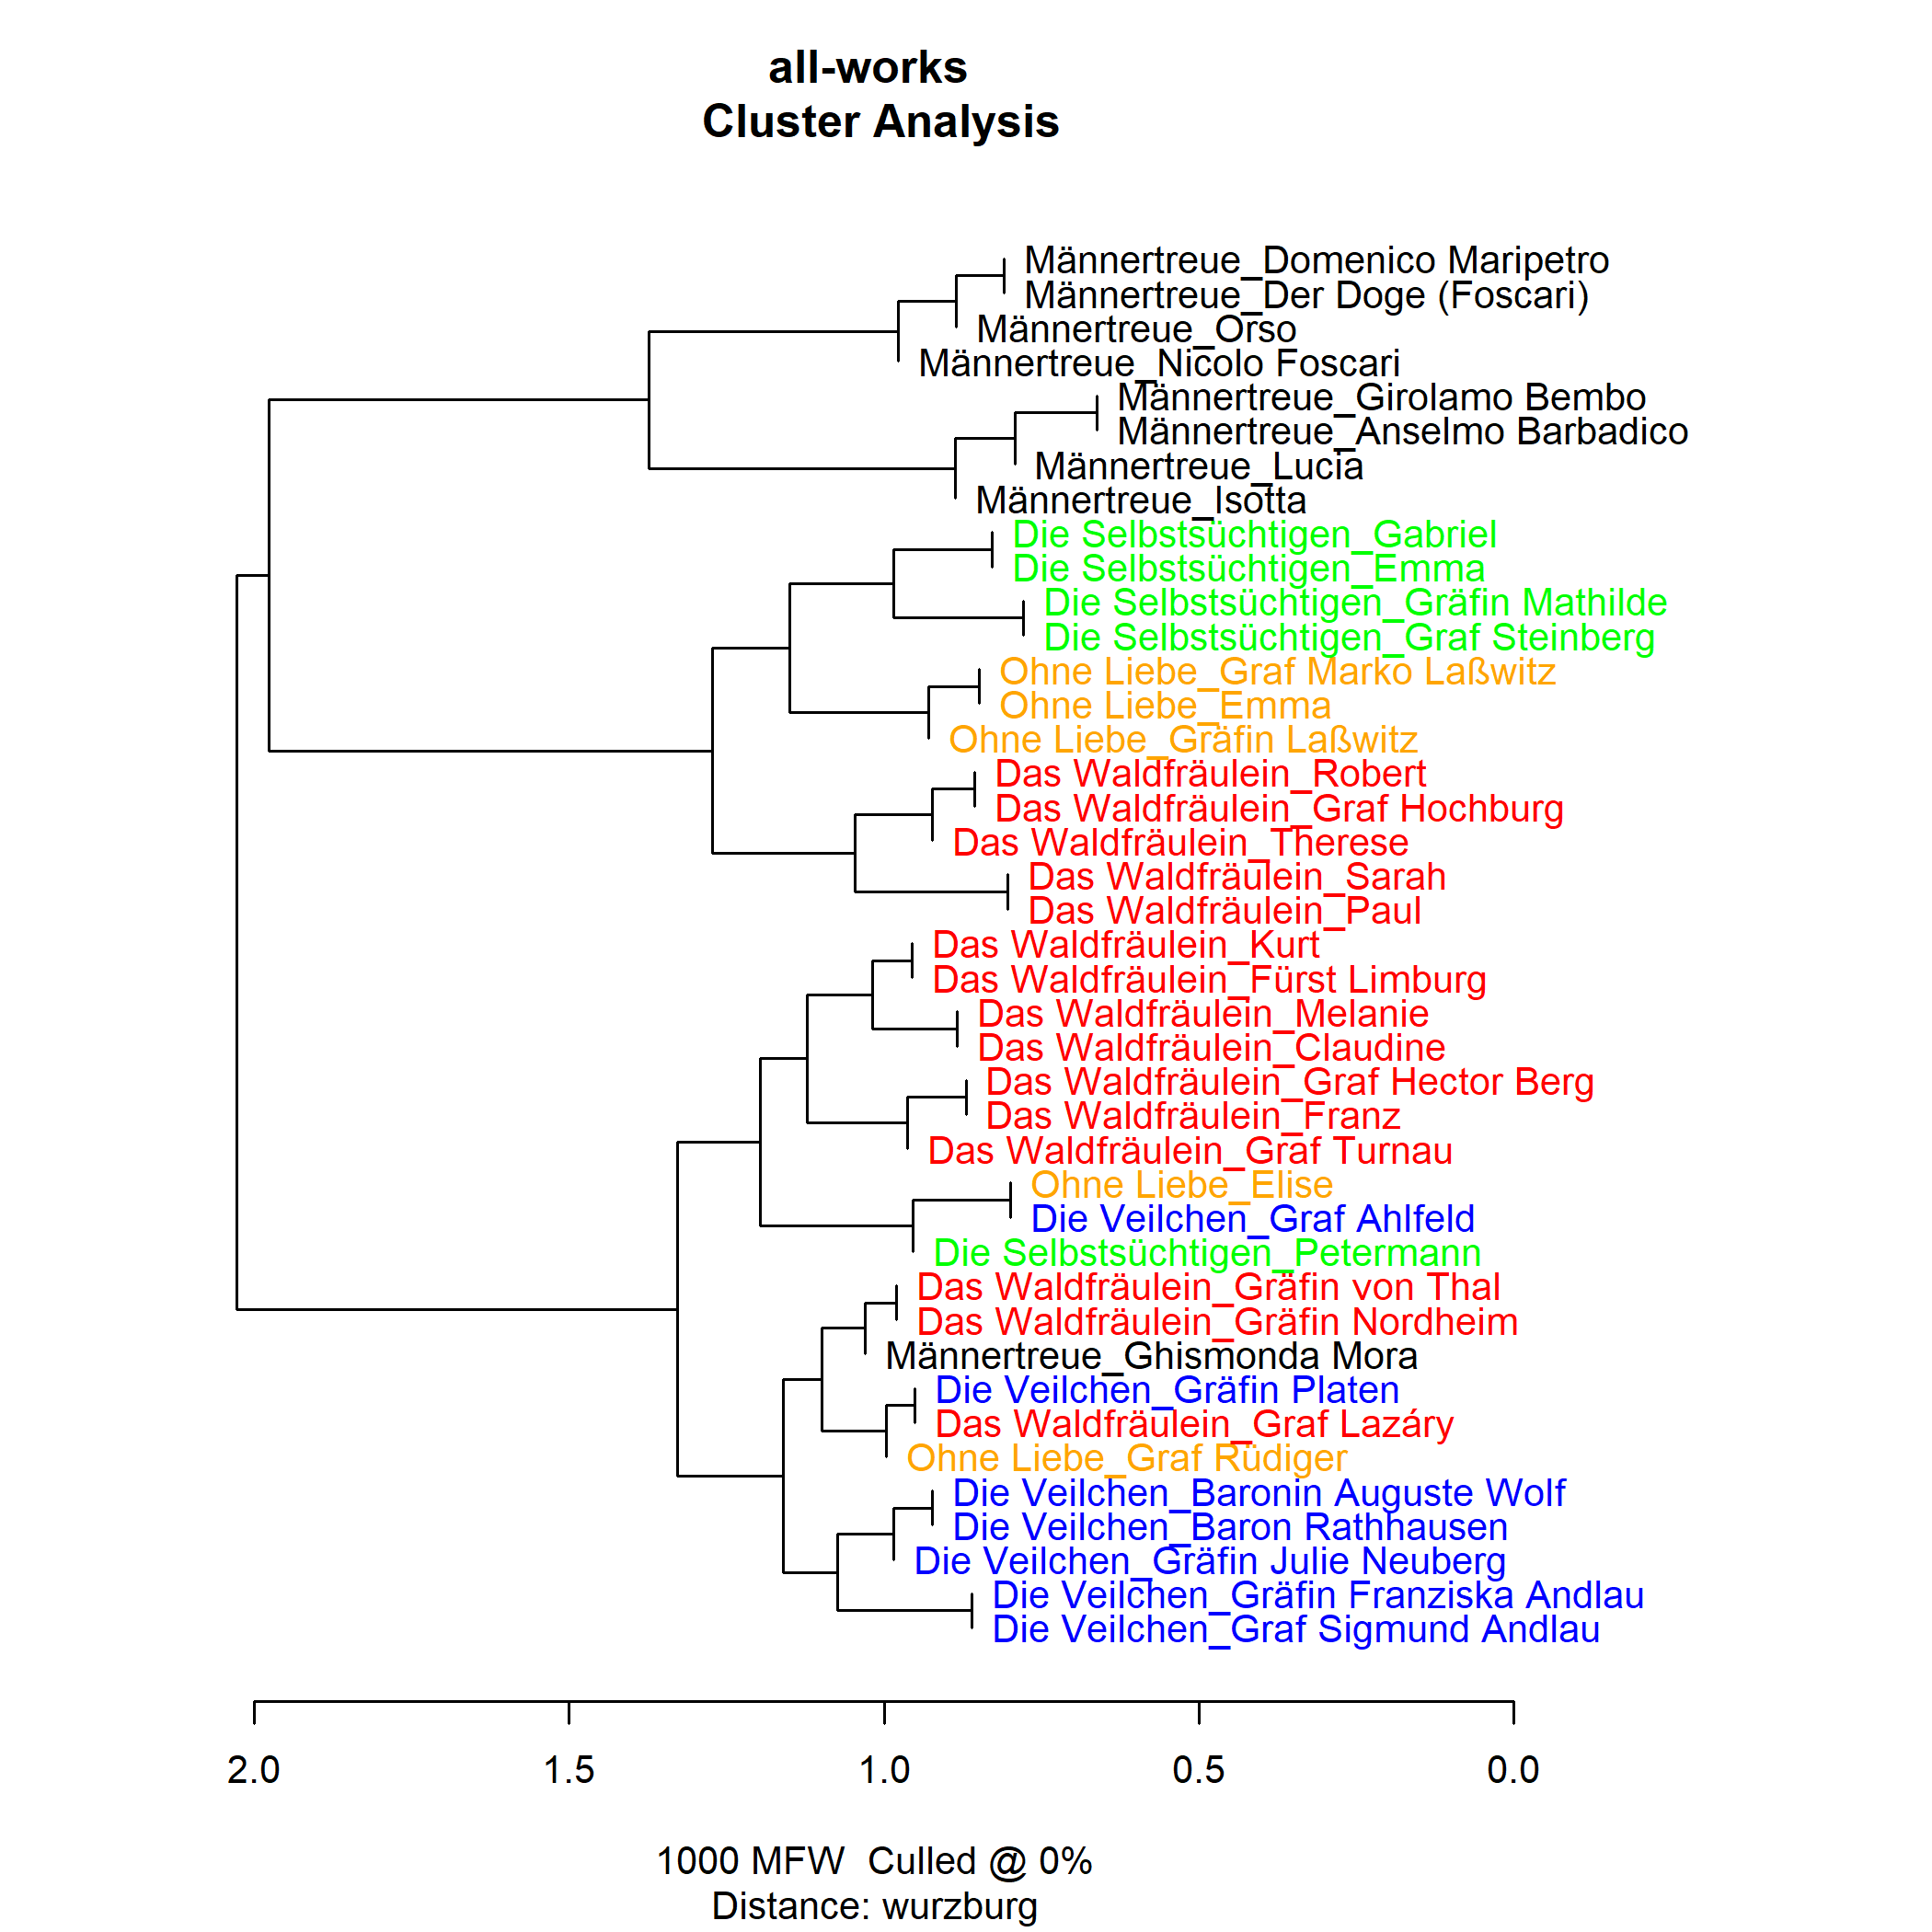 all-works
Cluster Analysis
Männertreue_Domenico Maripetro
Männertreue_Der Doge (Foscari)
Männertreue_Orso
Männertreue_Nicolo Foscari
Männertreue_Girolamo Bembo
Männertreue_Anselmo Barbadico
Männertreue_Lucia
Männertreue_Isotta
Die Selbstsüchtigen_Gabriel
Die Selbstsüchtigen_Emma
Die Selbstsüchtigen_Gräfin Mathilde
Die Selbstsüchtigen_Graf Steinberg
Ohne Liebe_Graf Marko Laßwitz
Ohne Liebe_Emma
Ohne Liebe_Gräfin Laßwitz
Das Waldfräulein_Robert
Das Waldfräulein_Graf Hochburg
Das Waldfräulein_Therese
Das Waldfräulein_Sarah
Das Waldfräulein_Paul
Das Waldfräulein_Kurt
Das Waldfräulein_Fürst Limburg
Das Waldfräulein_Melanie
Das Waldfräulein_Claudine
Das Waldfräulein_Graf Hector Berg
Das Waldfräulein_Franz
Das Waldfräulein_Graf Turnau
Ohne Liebe_Elise
Die Veilchen_Graf Ahlfeld
Die Selbstsüchtigen_Petermann
Das Waldfräulein_Gräfin von Thal
Das Waldfräulein_Gräfin Nordheim
Männertreue_Ghismonda Mora
Die Veilchen_Gräfin Platen
Das Waldfräulein_Graf Lazáry
Ohne Liebe_Graf Rüdiger
Die Veilchen_Baronin Auguste Wolf
Die Veilchen_Baron Rathhausen
Die Veilchen_Gräfin Julie Neuberg
Die Veilchen_Gräfin Franziska Andlau
Die Veilchen_Graf Sigmund Andlau
2.0 1.5 1.0 0.5 0.0
1000 MFW  Culled @ 0%
Distance: wurzburg